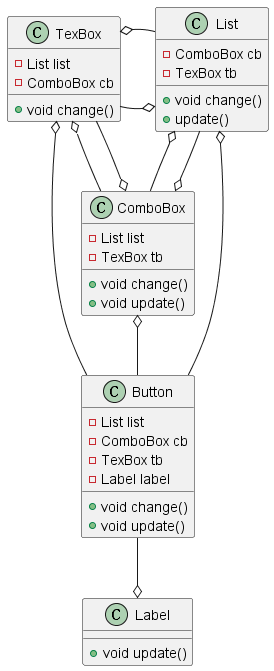 C TexBox
List list
ComboBox cb
void change()
C List
ComboBox cb
TexBox tb
void change()
update()
C ComboBox
List list
TexBox tb
void change()
void update()
C Button
List list
ComboBox cb
TexBox tb
Label label
void change()
void update()
C Label
void update()